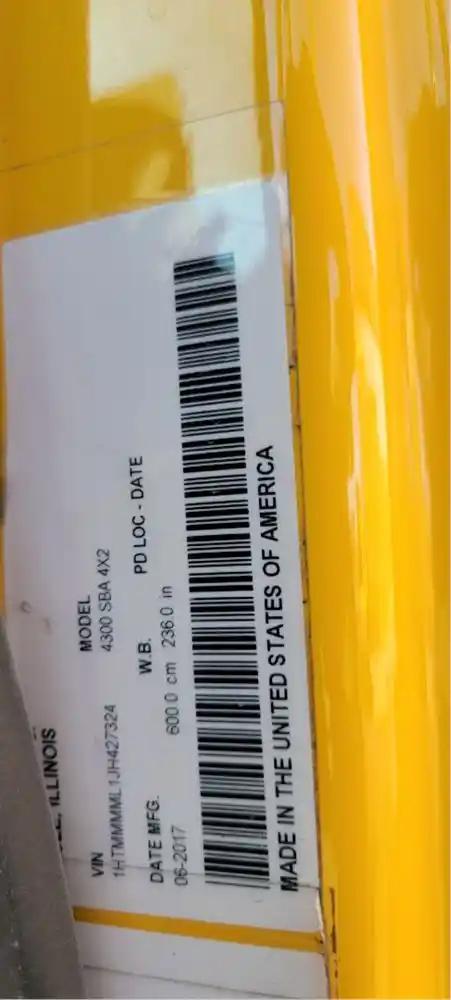 ILLINOIS
VIN MODEL
1HTMMMML1JH427324 4300 SBA 4X2
DATE MFG. W.B. PD LOC - DATE
06-2017 600.0 cm 236.0 in
MADE IN THE UNITED STATES OF AMERICA